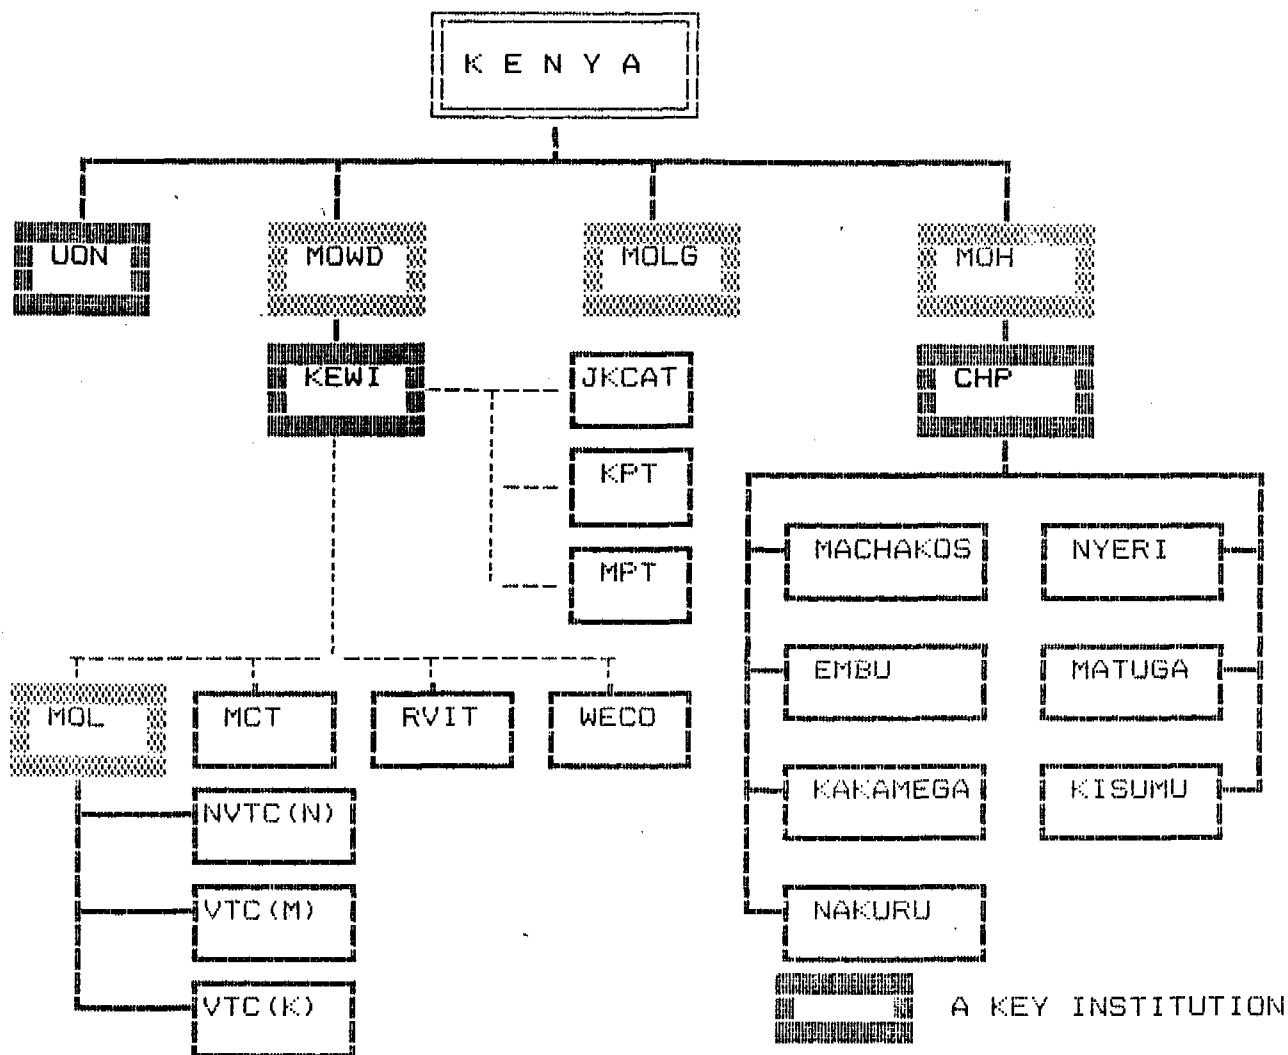 K E N Y A
UON
MOWD
MOLG
MOH
KEWI
JKCAT
CHP
KPT
MPT
MACHAKOS
NYERI
EMBU
MATUGA
KAKAMEGA
KISUMU
NAKURU
MOL
MCT
RVIT
WECO
NVTC(N)
VTC(M)
VTC(K)
A KEY INSTITUTION